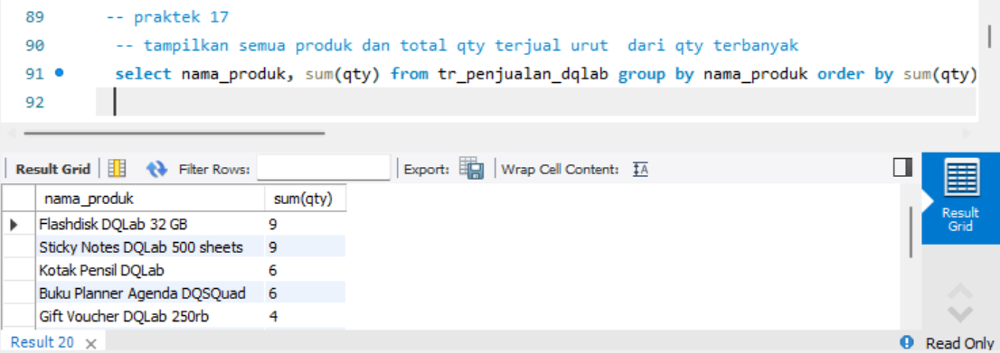 89 -- praktek 17
90 -- tampilkan semua produk dan total qty terjual urut dari qty terbanyak
91 select nama_produk, sum(qty) from tr_penjualan_dqlab group by nama_produk order by sum(qty)
92
Result Grid Filter Rows: Export: Wrap Cell Content: IA
nama_produk sum(qty)
Flashdisk DQLab 32 GB 9
Sticky Notes DQLab 500 sheets 9
Kotak Pensil DQLab 6
Buku Planner Agenda DQSQuad 6
Gift Voucher DQLab 250rb 4
Result
Grid
Result 20 Read Only